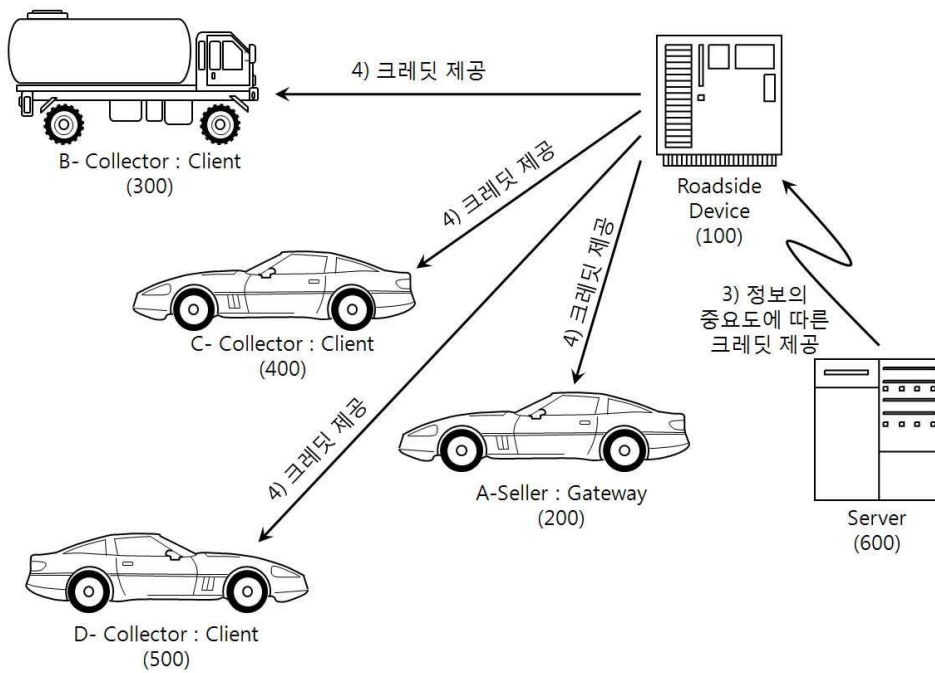 4) 크레딧 제공
B- Collector : Client
(300)
Roadside
Device
(100)
4) 크레딧 제공
4) 크레딧 제공
3) 정보의
중요도에 따른
크레딧 제공
C- Collector : Client
(400)
4) 크레딧 제공
A-Seller : Gateway
(200)
Server
(600)
D- Collector : Client
(500)